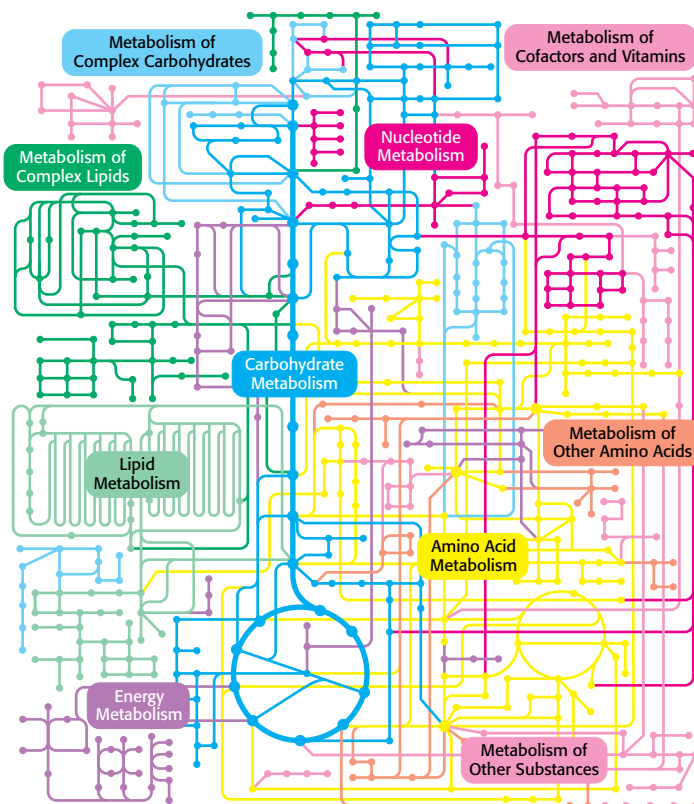 Metabolism of
Complex Carbohydrates
Metabolism of
Cofactors and Vitamins
Nucleotide
Metabolism
Metabolism of
Complex Lipids
Carbohydrate
Metabolism
Metabolism of
Other Amino Acids
Lipid
Metabolism
Amino Acid
Metabolism
Energy
Metabolism
Metabolism of
Other Substances